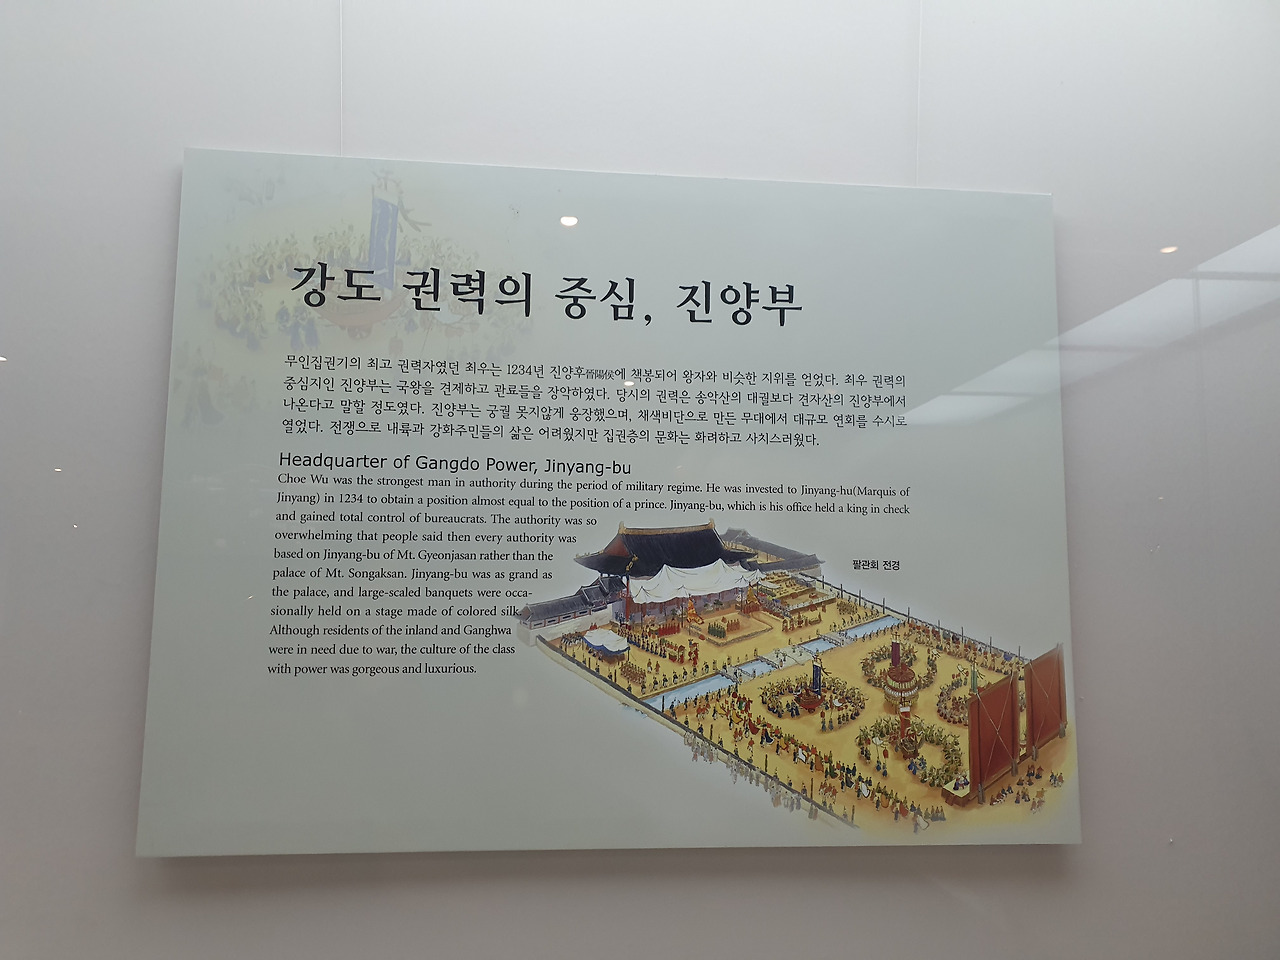 강도 권력의 중심, 진양부
무인집권기의 최고 권력자였던 최우는 1234년 진양후晉陽侯에 책봉되어 왕자와 비슷한 지위를 얻었다. 최우 권력의
중심지인 진양부는 국왕을 견제하고 관료들을 장악하였다. 당시의 권력은 송악산의 대궐보다 견자산의 진양부에서
나온다고 말할 정도였다. 진양부는 궁궐 못지않게 웅장했으며, 채색비단으로 만든 무대에서 대규모 연회를 수시로
열었다. 전쟁으로 내륙과 강화주민들의 삶은 어려웠지만 집권층의 문화는 화려하고 사치스러웠다.
Headquarter of Gangdo Power, Jinyang-bu
Choe Wu was the strongest man in authority during the period of military regime. He was invested to Jinyang-hu(Marquis of
Jinyang) in 1234 to obtain a position almost equal to the position of a prince. Jinyang-bu, which is his office held a king in check
and gained total control of bureaucrats. The authority was so
overwhelming that people said then every authority was
based on Jinyang-bu of Mt. Gyeonjasan rather than the
palace of Mt. Songaksan. Jinyang-bu was as grand as
the palace, and large-scaled banquets were occa-
sionally held on a stage made of colored silk.
Although residents of the inland and Ganghwa
were in need due to war, the culture of the class
with power was gorgeous and luxurious.
팔관회 전경